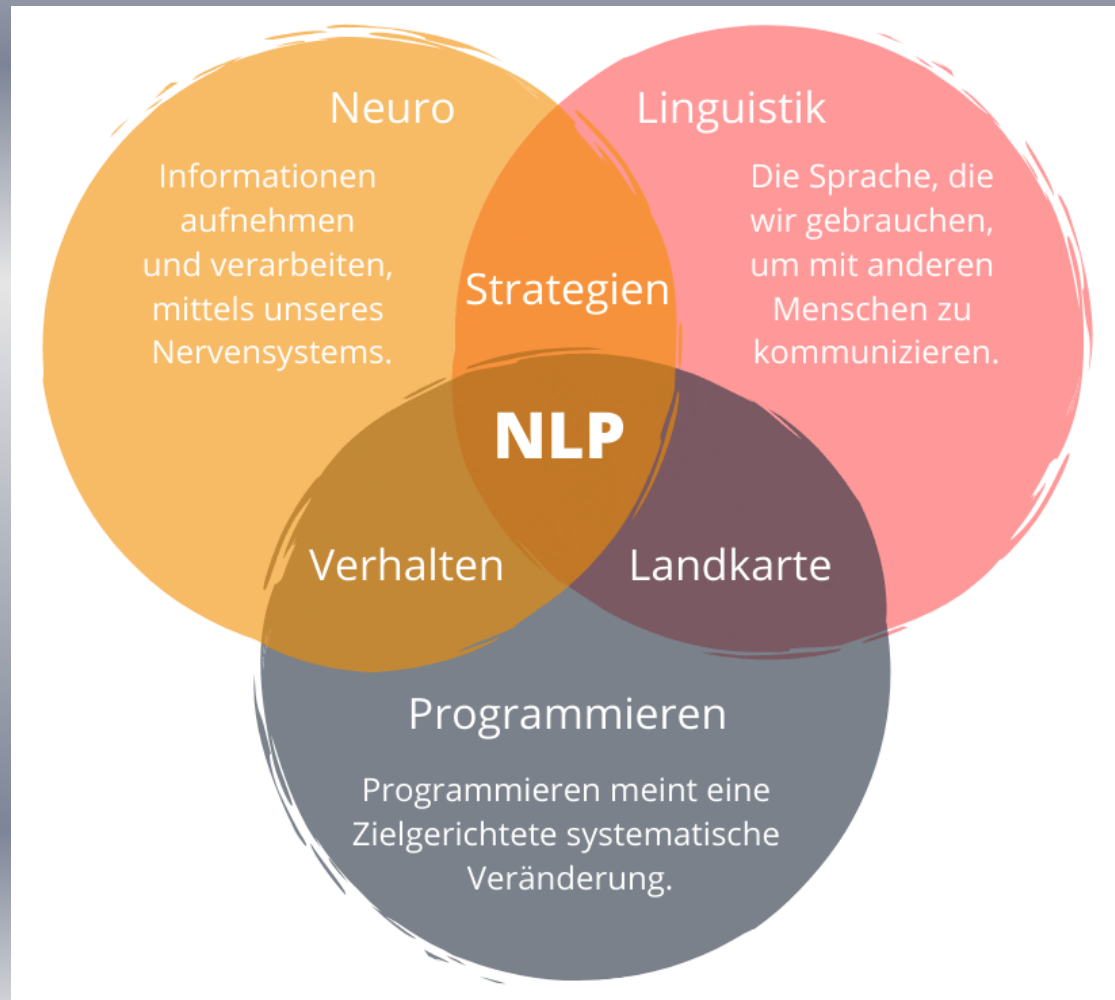 Neuro
Informationen
aufnehmen
und verarbeiten,
mittels unseres
Nervensystems.
Linguistik
Die Sprache, die
wir gebrauchen,
um mit anderen
Menschen zu
kommunizieren.
Strategien
NLP
Verhalten
Landkarte
Programmieren
Programmieren meint eine
Zielgerichtete systematische
Veränderung.